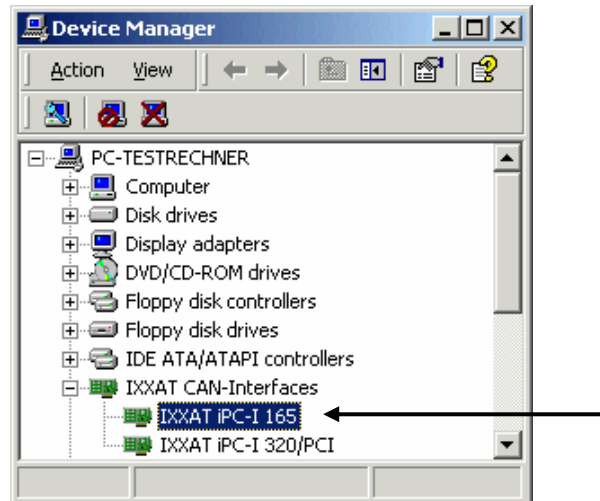 Device Manager
Action View
PC-TESTRECHNER
Computer
Disk drives
Display adapters
DVD/CD-ROM drives
Floppy disk controllers
Floppy disk drives
IDE ATA/ATAPI controllers
IXXAT CAN-Interfaces
IXXAT iPC-I 165
IXXAT iPC-I 320/PCI